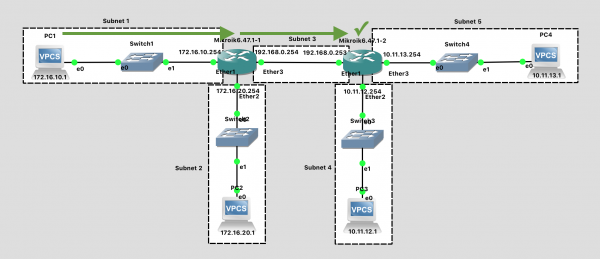 Subnet 1
Subnet 5
PC1
Mikroik6.47.1-1
Subnet 3
Mikroik6.47.1-2
PC4
Switch1
172.16.10.254
192.168.0.254
192.168.0.253
10.11.13.254
Switch4
VPCS
VPCS
e0
e0
e1
Ether1
Ether3
Ether1
Ether3
e0
e1
e0
172.16.10.1
10.11.13.1
172.16.20.254
10.11.12.254
Ether2
Ether2
e0
e0
Switch2
Switch3
Subnet 2
Subnet 4
e1
e1
PC2
PC3
e0
e0
VPCS
VPCS
172.16.20.1
10.11.12.1